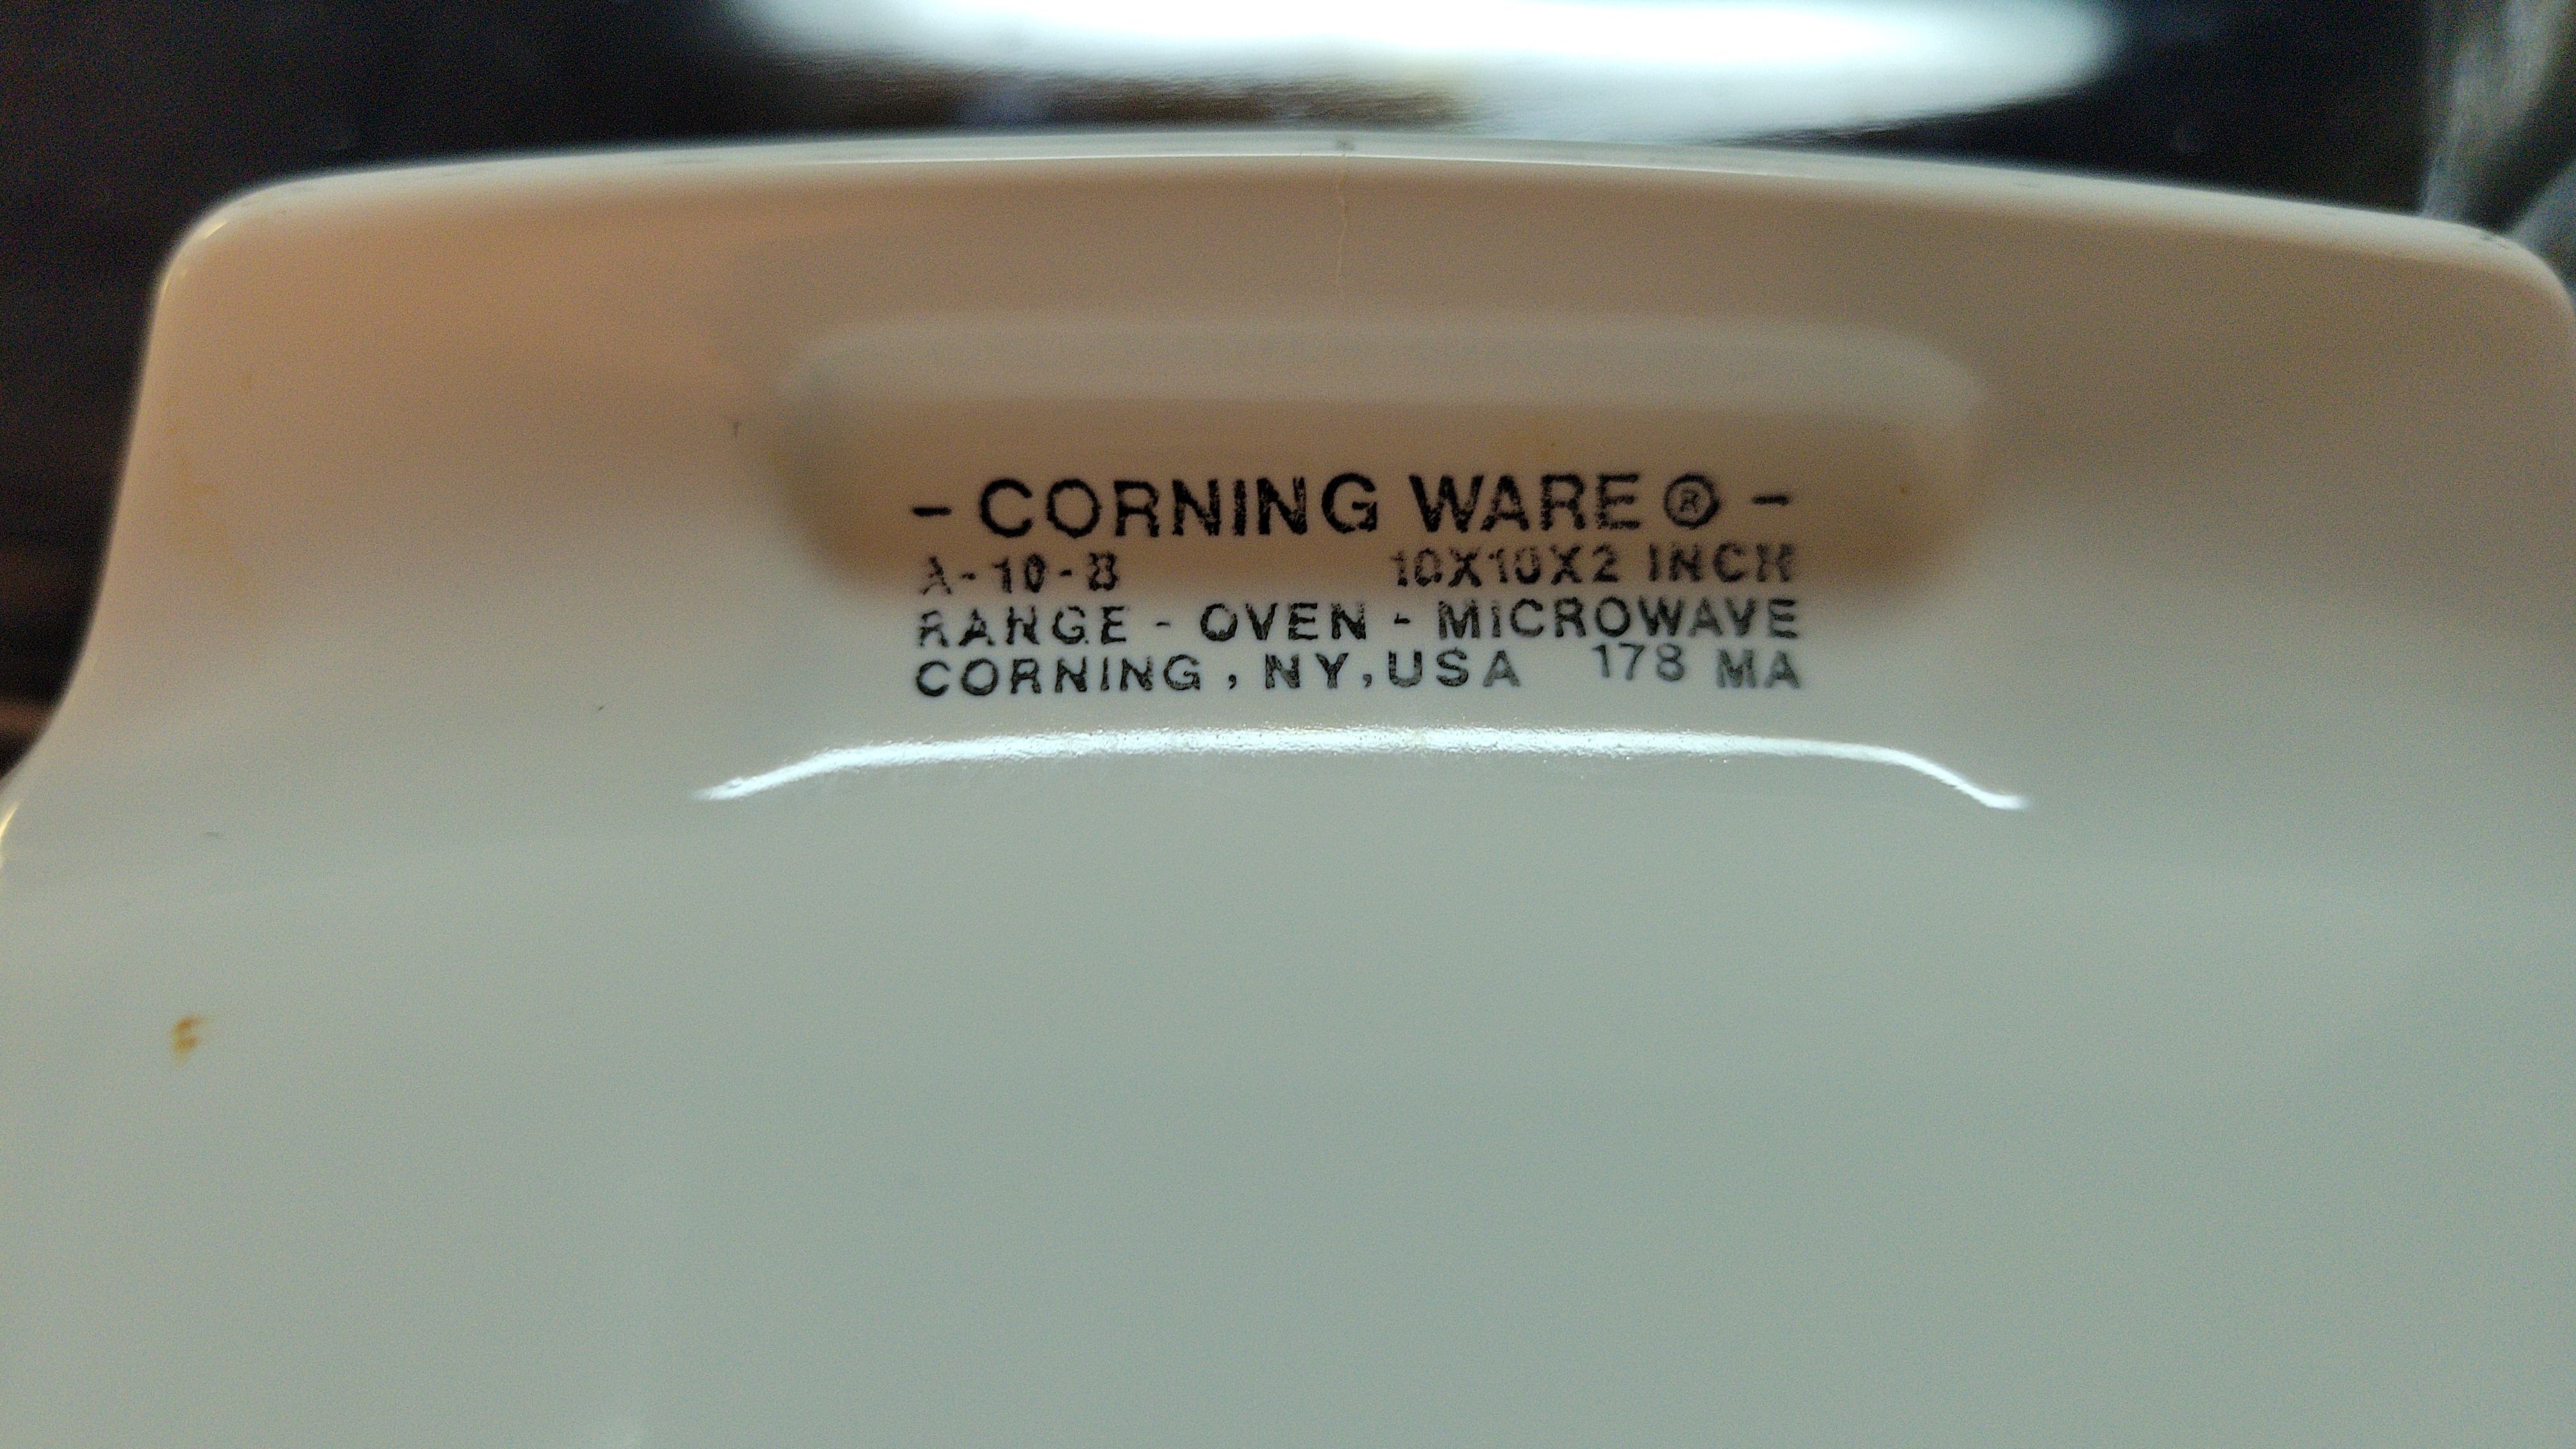 - CORNING WARE ® -
A-10-B 10X10X2 INCH
RANGE - OVEN - MICROWAVE
CORNING, NY, USA 178 MA